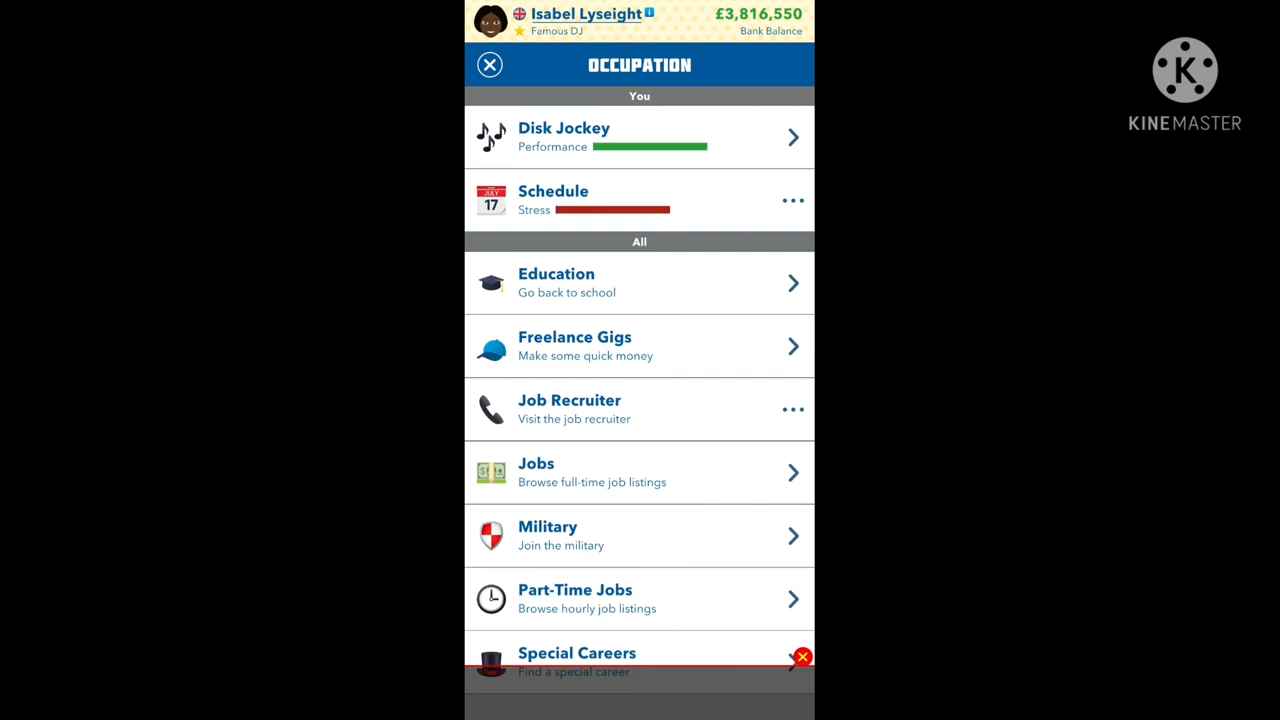 Isabel Lyseight
£3,816,550
Famous DJ
Bank Balance
OCCUPATION
You
Disk Jockey
Performance
JULY
17
Schedule
Stress
All
Education
Go back to school
Freelance Gigs
Make some quick money
Job Recruiter
Visit the job recruiter
Jobs
Browse full-time job listings
Military
Join the military
Part-Time Jobs
Browse hourly job listings
Special Careers
Find a special career
K
KINEMASTER